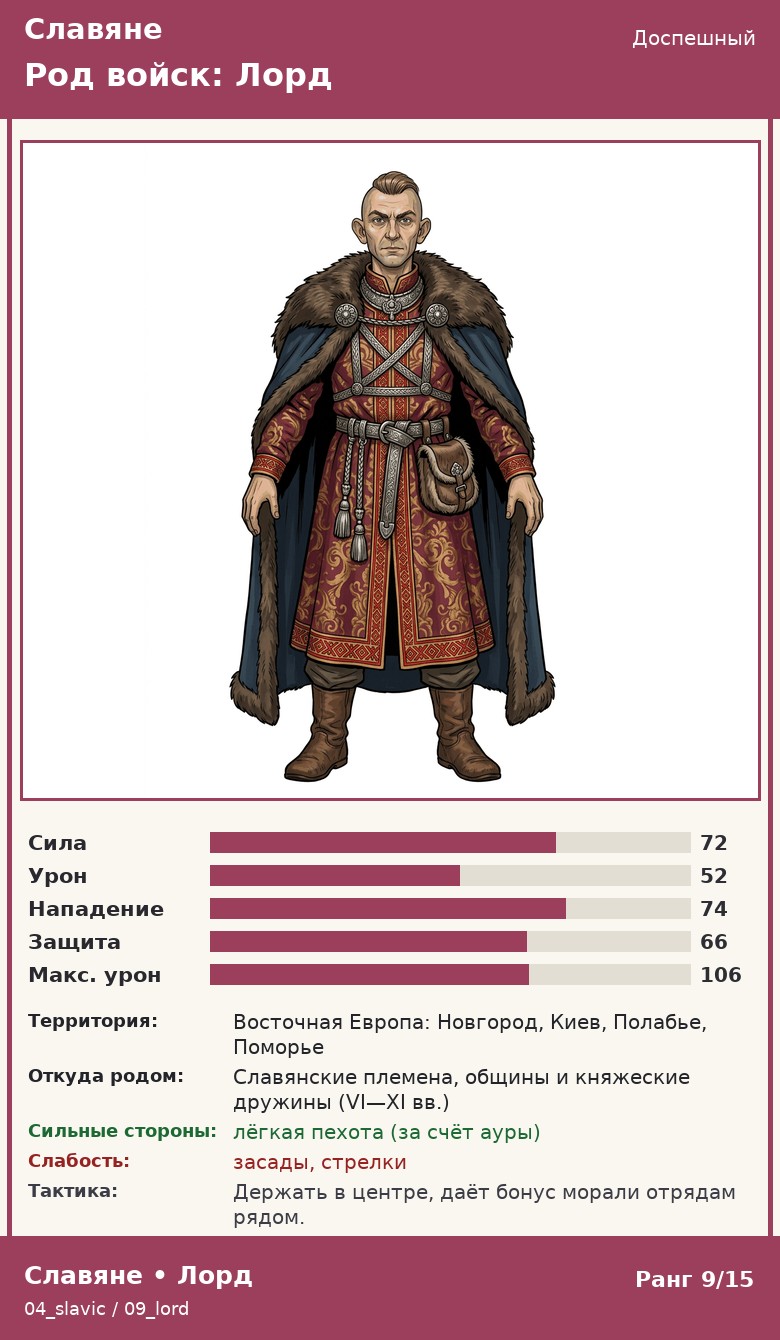 Славяне
Доспешный
Род войск: Лорд
Сила 72
Урон 52
Нападение 74
Защита 66
Макс. урон 106
Территория: Восточная Европа: Новгород, Киев, Полабье,
Поморье
Откуда родом: Славянские племена, общины и княжеские
дружины (VI—XI вв.)
Сильные стороны: лёгкая пехота (за счёт ауры)
Слабость: засады, стрелки
Тактика: Держать в центре, даёт бонус морали отрядам
рядом.
Славяне • Лорд
Ранг 9/15
04_slavic / 09_lord